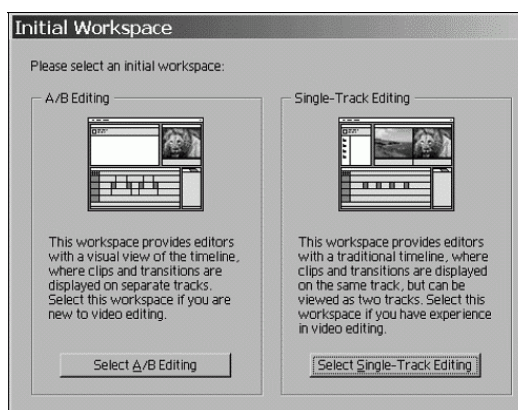 Initial Workspace
Please select an initial workspace:
A/B Editing
This workspace provides editors
with a visual view of the timeline,
where clips and transitions are
displayed on separate tracks.
Select this workspace if you are
new to video editing.
Select A/B Editing
Single-Track Editing
This workspace provides editors
with a traditional timeline, where
clips and transitions are displayed
on the same track, but can be
viewed as two tracks. Select this
workspace if you have experience
in video editing.
Select Single-Track Editing